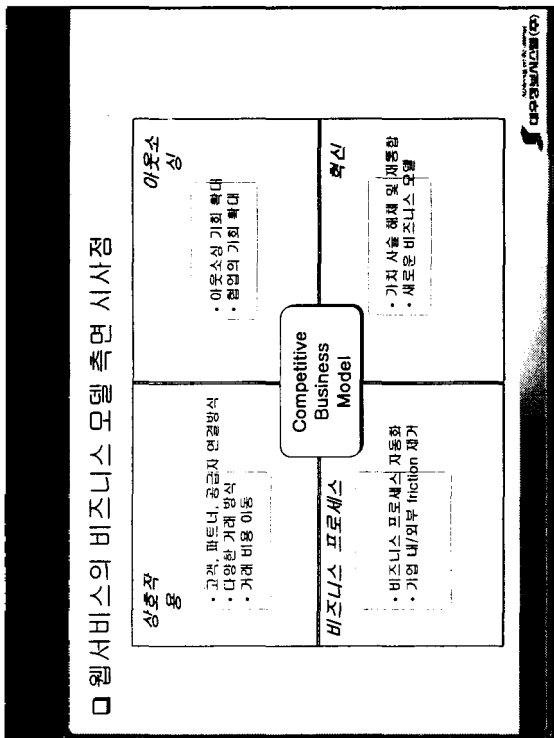 □ 웹서비스의 비즈니스 모델 측면 시사점
상호작
용
• 고객, 파트너, 공급자 연결방식
• 다양한 거래 방식
• 거래 비용 이동
아웃소
싱
• 아웃소싱 기회 확대
• 협업의 기회 확대
Competitive
Business
Model
비즈니스 프로세스
• 비즈니스 프로세스 자동화
• 기업 내/외부 friction 제거
혁신
• 가치 사슬 해체 및 재통합
• 새로운 비즈니스 모델